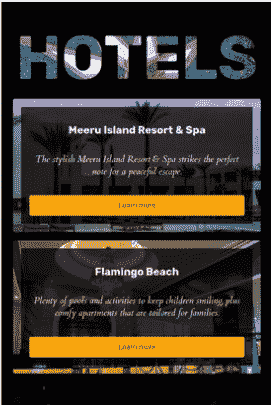 HOTELS
Meeru Island Resort & Spa
The stylish Meeru Island Resort & Spa strikes the perfect
note for a peaceful escape.
Flamingo Beach
Plenty of pools and activities to keep children smiling plus
comfy apartments that are tailored for families.